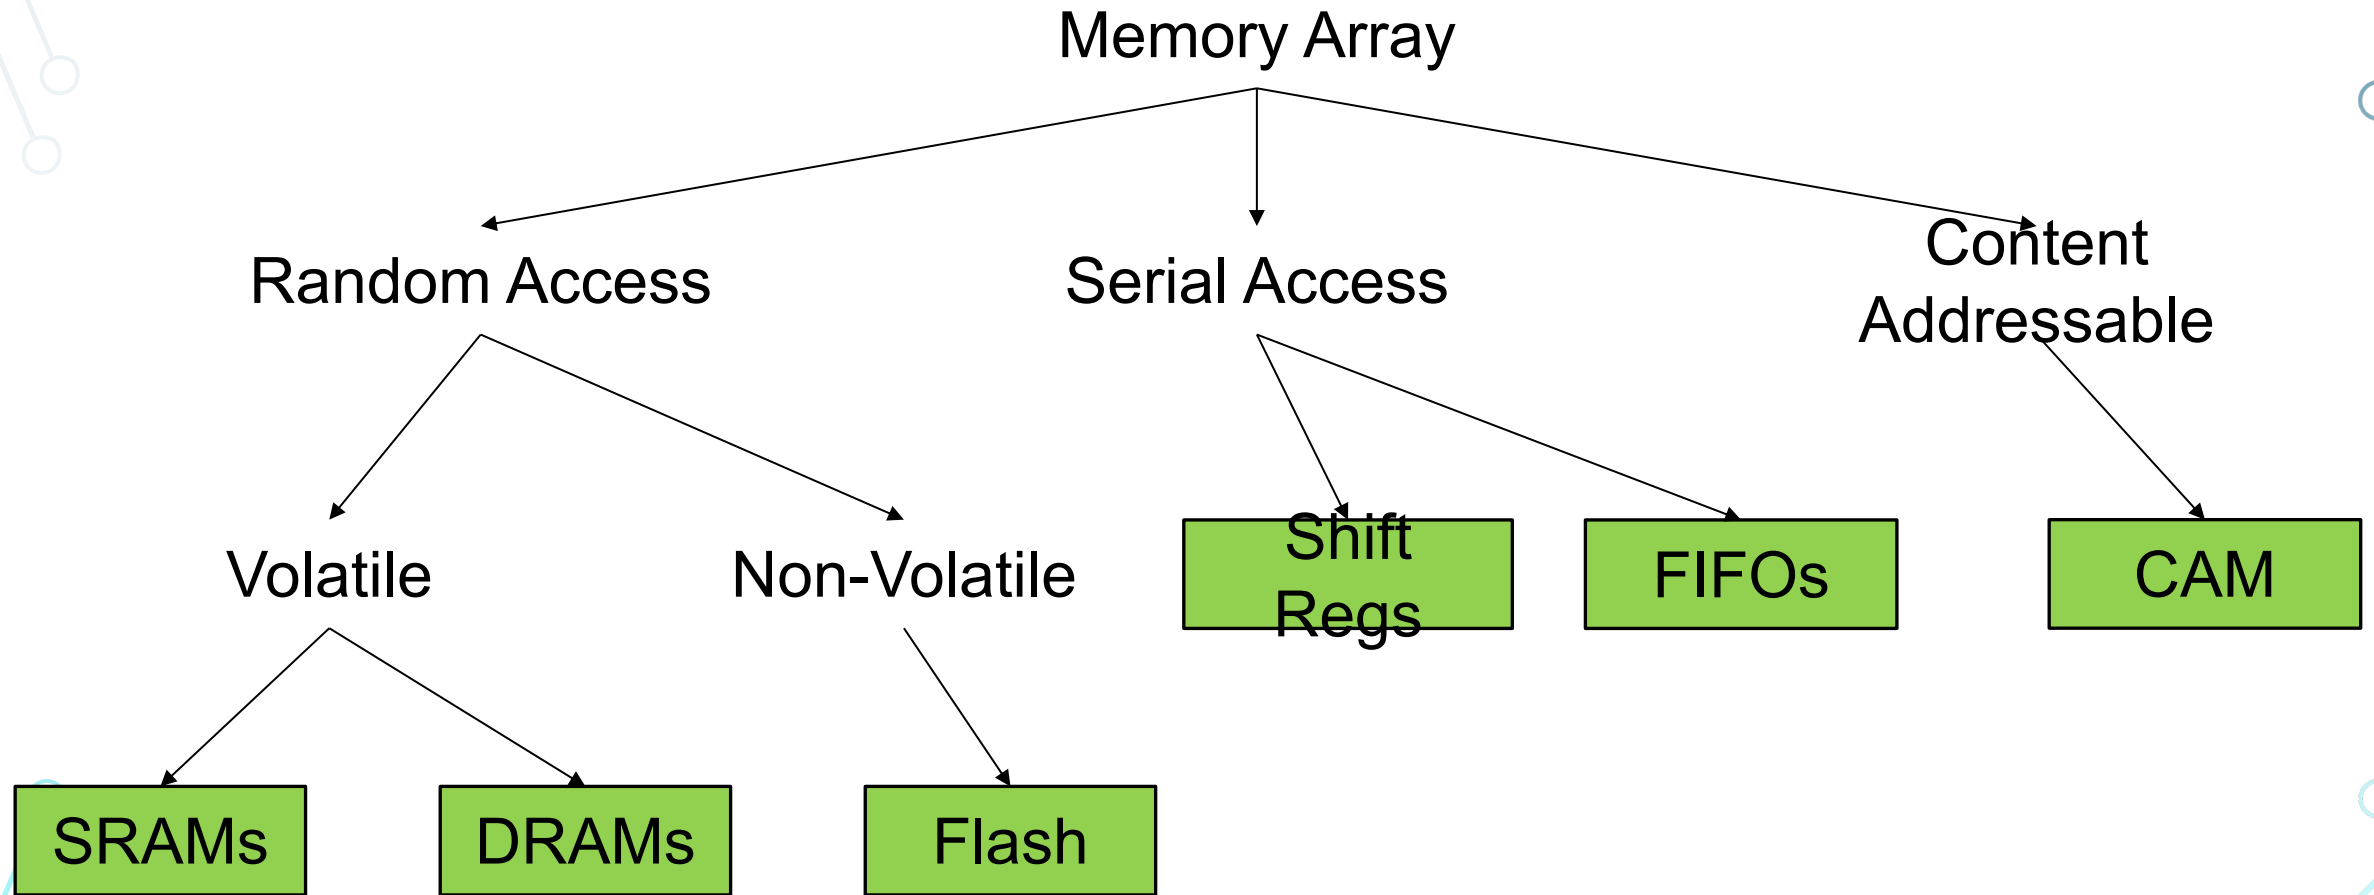 Memory Array
Random Access
Serial Access
Content
Addressable
Volatile
Non-Volatile
Shift
Regs
FIFOs
CAM
SRAMs
DRAMs
Flash